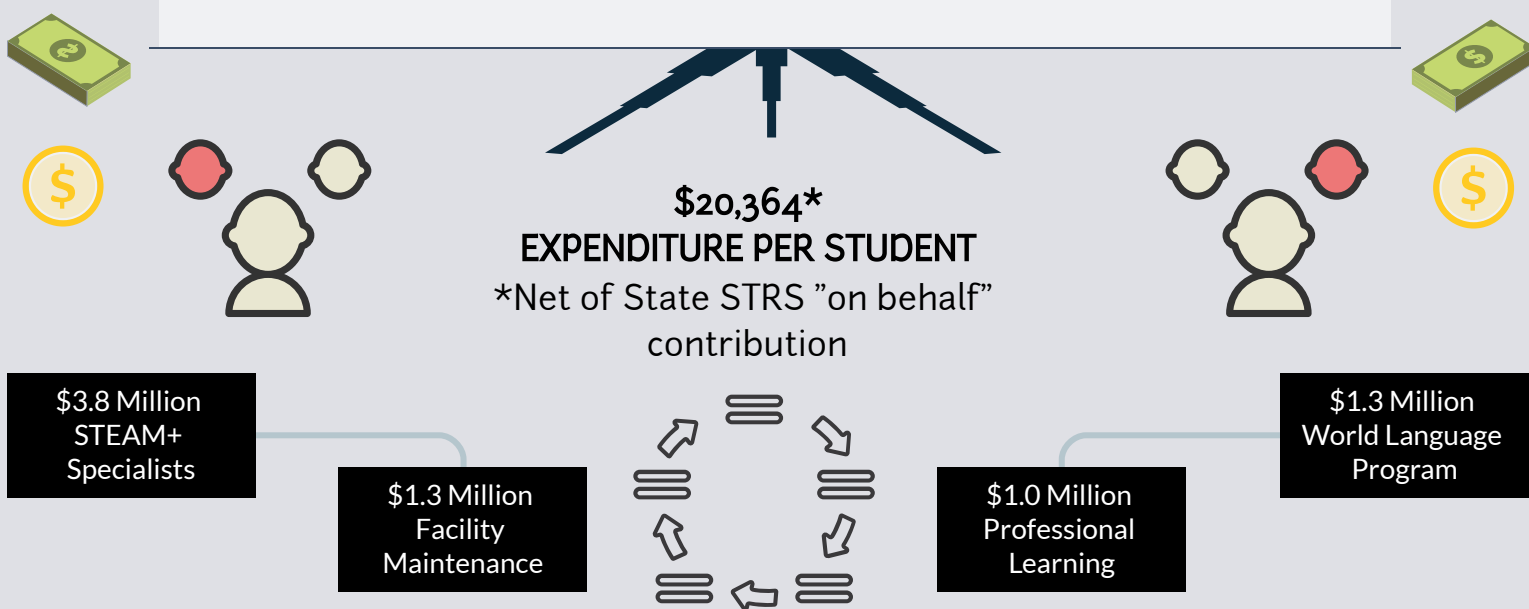 $20,364*
EXPENDITURE PER STUDENT
*Net of State STRS ”on behalf”
contribution
$3.8 Million
STEAM+
Specialists
$1.3 Million
Facility
Maintenance
$1.0 Million
Professional
Learning
$1.3 Million
World Language
Program
$
$
$
$